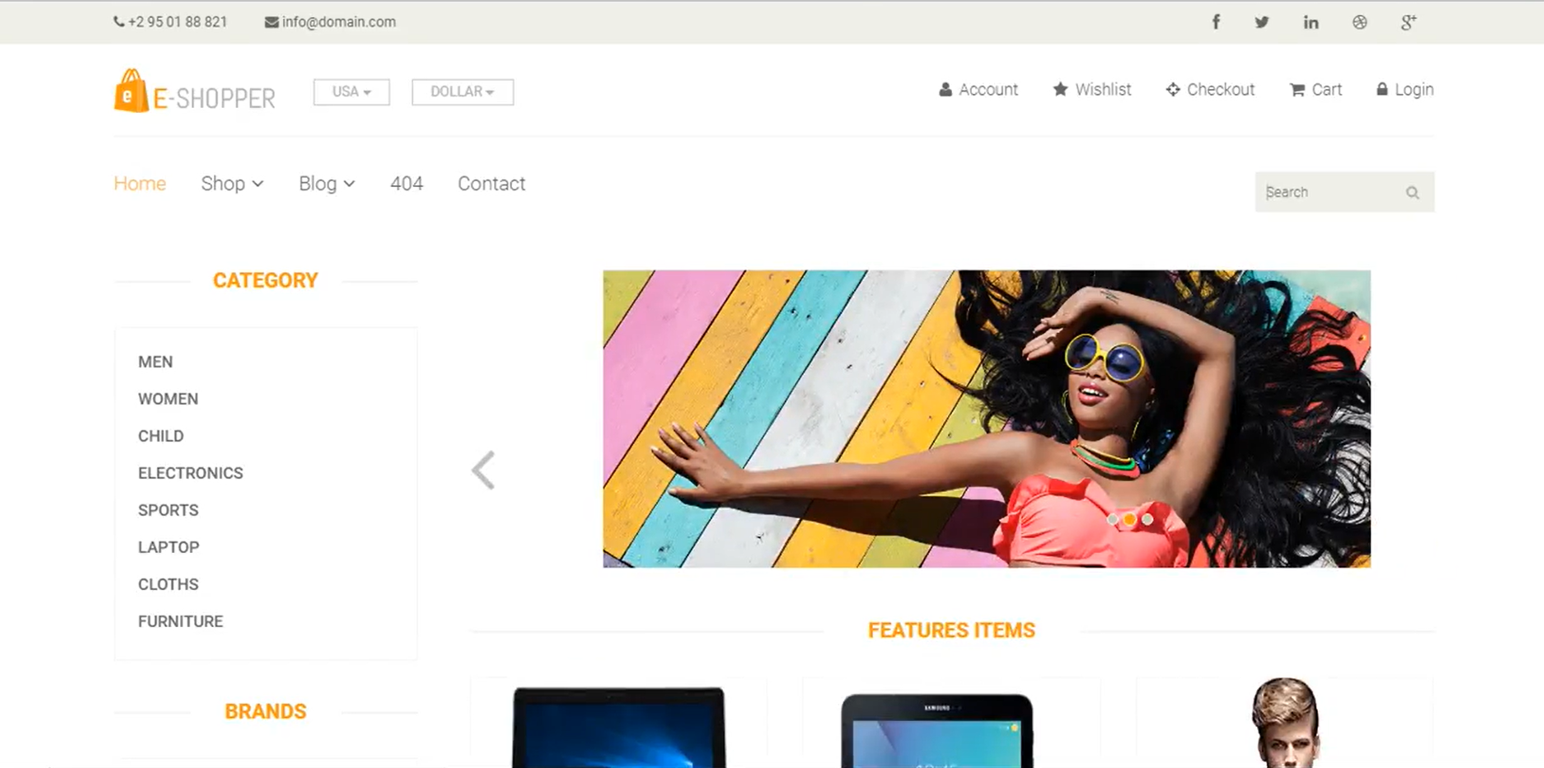 +2 95 01 88 821 info@domain.com
E-SHOPPER USA DOLLAR Account Wishlist Checkout Cart Login
Home Shop Blog 404 Contact
Search
CATEGORY
MEN
WOMEN
CHILD
ELECTRONICS
SPORTS
LAPTOP
CLOTHS
FURNITURE
FEATURES ITEMS
BRANDS
SAMSUNG